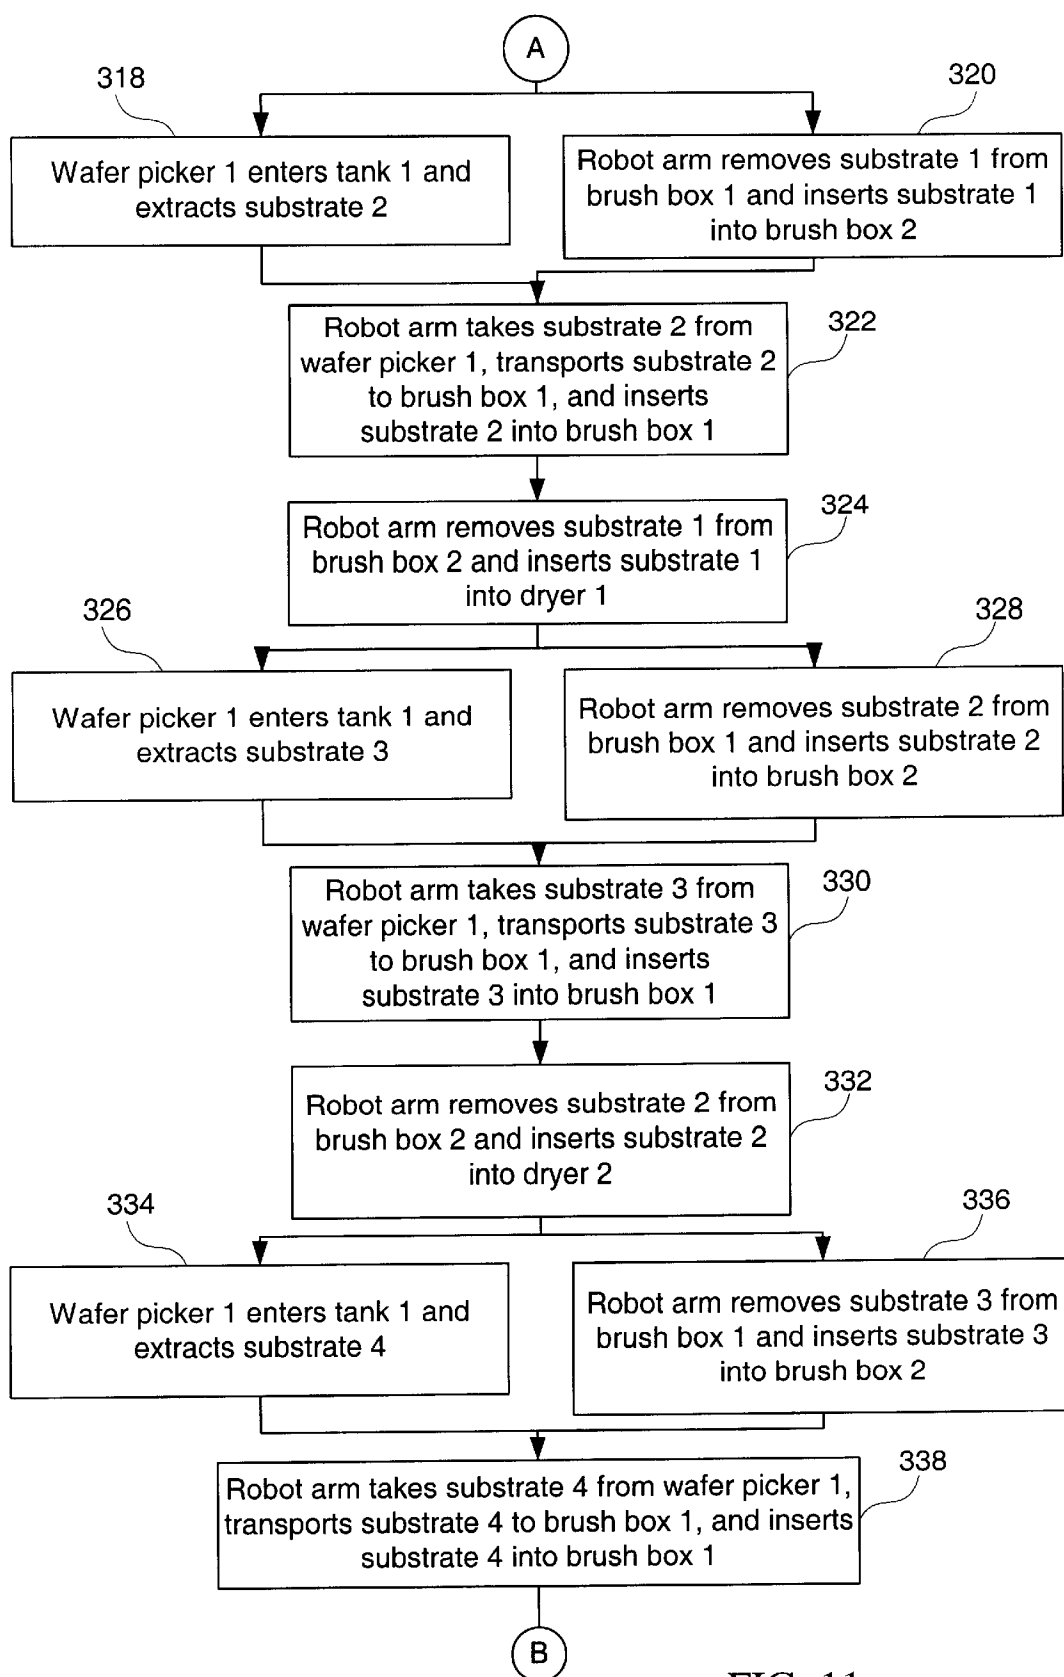 A
318
320
Wafer picker 1 enters tank 1 and
extracts substrate 2
Robot arm removes substrate 1 from
brush box 1 and inserts substrate 1
into brush box 2
322
Robot arm takes substrate 2 from
wafer picker 1, transports substrate 2
to brush box 1, and inserts
substrate 2 into brush box 1
324
Robot arm removes substrate 1 from
brush box 2 and inserts substrate 1
into dryer 1
326
328
Wafer picker 1 enters tank 1 and
extracts substrate 3
Robot arm removes substrate 2 from
brush box 1 and inserts substrate 2
into brush box 2
330
Robot arm takes substrate 3 from
wafer picker 1, transports substrate 3
to brush box 1, and inserts
substrate 3 into brush box 1
332
Robot arm removes substrate 2 from
brush box 2 and inserts substrate 2
into dryer 2
334
336
Wafer picker 1 enters tank 1 and
extracts substrate 4
Robot arm removes substrate 3 from
brush box 1 and inserts substrate 3
into brush box 2
338
Robot arm takes substrate 4 from wafer picker 1,
transports substrate 4 to brush box 1, and inserts
substrate 4 into brush box 1
B
FIG. 11